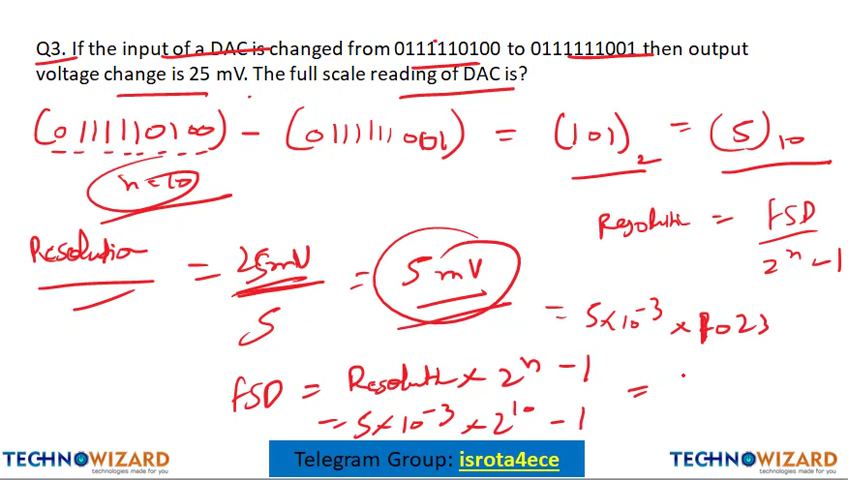 Q3. If the input of a DAC is changed from 0111110100 to 0111111001 then output
voltage change is 25 mV. The full scale reading of DAC is?
(0111110100) - (0111111001) = (101)2 = (5)10
n = 10
Resolution = 25mV / 5 = 5 mV
Resolution = FSD / 2^n - 1
= 5×10^-3 × 1023
FSD = Resolution × 2^n - 1 =
= 5×10^-3 × 2^10 - 1
TECHNOWIZARD
technologies made for you
Telegram Group: isrota4ece
TECHNOWIZARD
technologies made for you